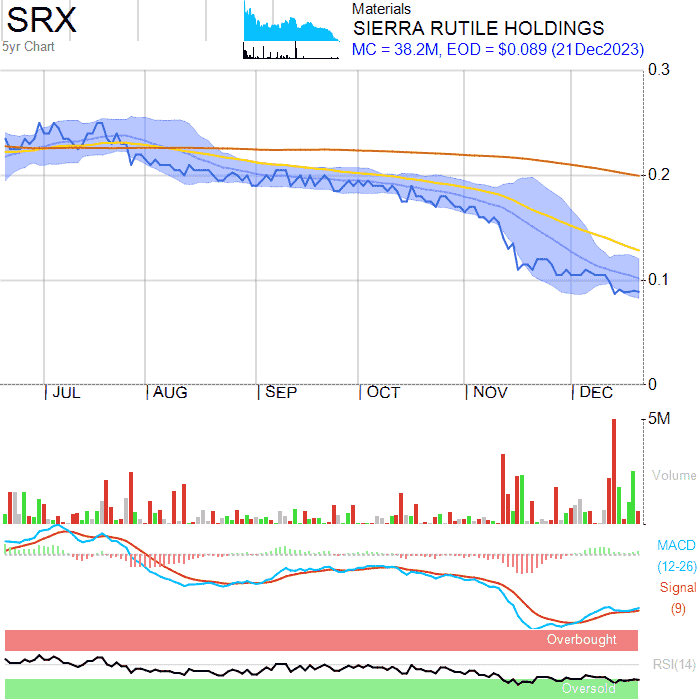 SRX
5yr Chart
Materials
SIERRA RUTILE HOLDINGS
MC = 38.2M, EOD = $0.089 (21Dec2023)
0.3
0.2
0.1
0
JUL AUG SEP OCT NOV DEC
5M
Volume
MACD
(12-26)
Signal
(9)
Overbought
RSI(14)
Oversold